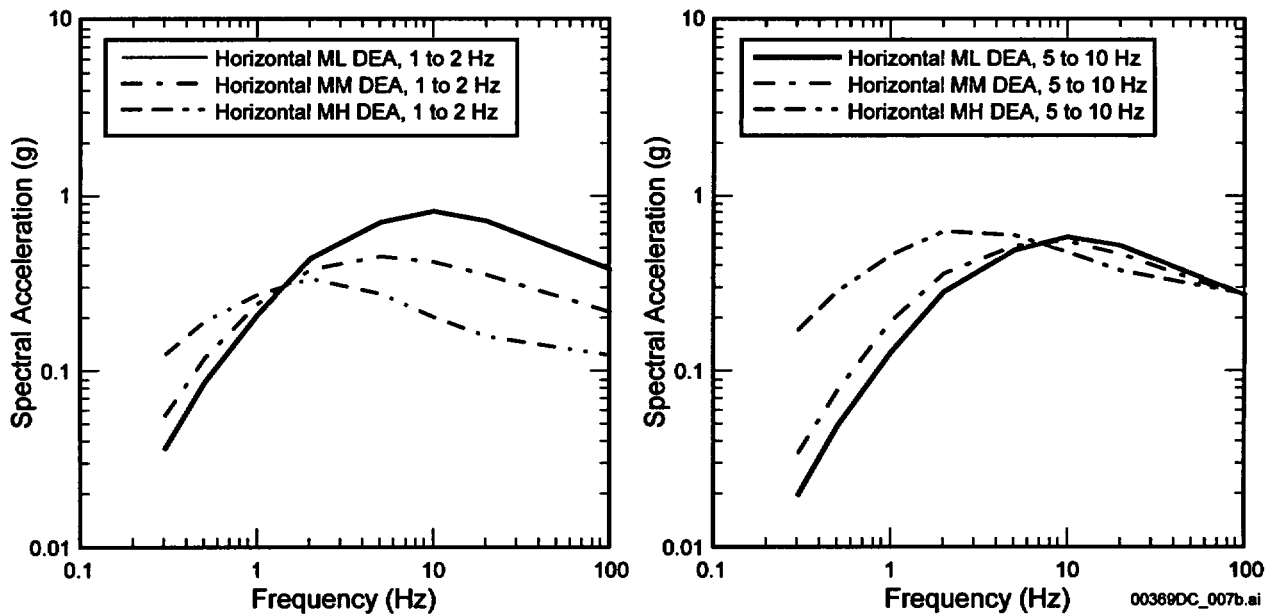 10
1
0.1
0.01
Spectral Acceleration (g)
Horizontal ML DEA, 1 to 2 Hz
Horizontal MM DEA, 1 to 2 Hz
Horizontal MH DEA, 1 to 2 Hz
0.1
1
10
100
Frequency (Hz)
10
1
0.1
0.01
Spectral Acceleration (g)
Horizontal ML DEA, 5 to 10 Hz
Horizontal MM DEA, 5 to 10 Hz
Horizontal MH DEA, 5 to 10 Hz
0.1
1
10
100
Frequency (Hz)
00369DC_007b.ai